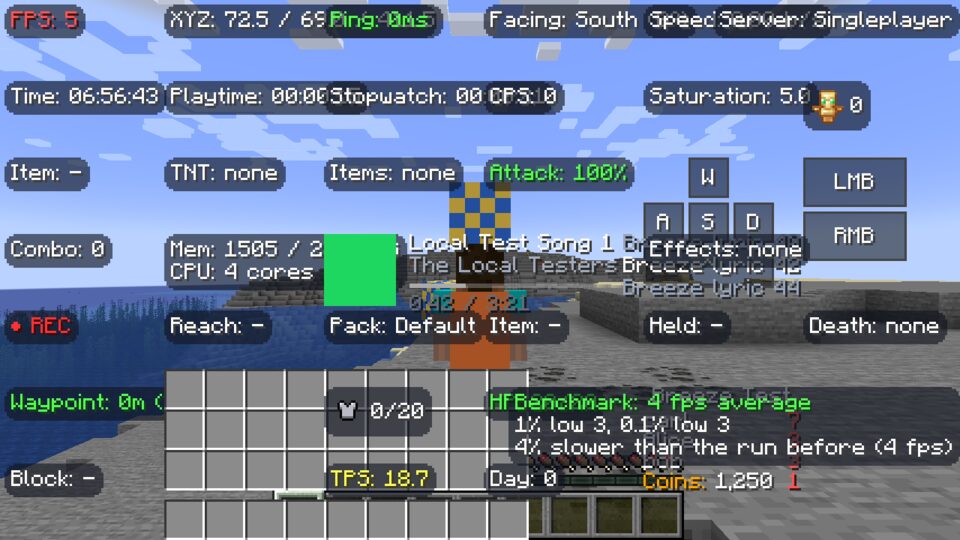 FPS: 5
XYZ: 72.5 / 69
Ping: 0ms
Facing: South
Speed
Server: Singleplayer
Time: 06:56:43
Playtime: 00:00
Stopwatch: 00:
CPS: 0
Saturation: 5.0
0
Item: -
TNT: none
Items: none
Attack: 100%
W
LMB
A S D
RMB
Combo: 0
Mem: 1505 / 2
CPU: 4 cores
Local Test Song 1
The Local Testers
0:42 / 3:21
Effects: none
Breeze lyric 42
Breeze lyric 44
● REC
Reach: -
Pack: Default
Item: -
Held: -
Death: none
Waypoint: 0m (
0/20
Breeze Test
Benchmark: 4 fps average
1% low 3, 0.1% low 3
4% slower than the run before (4 fps)
Block: -
TPS: 18.7
Day: 0
Coins: 1,250
1